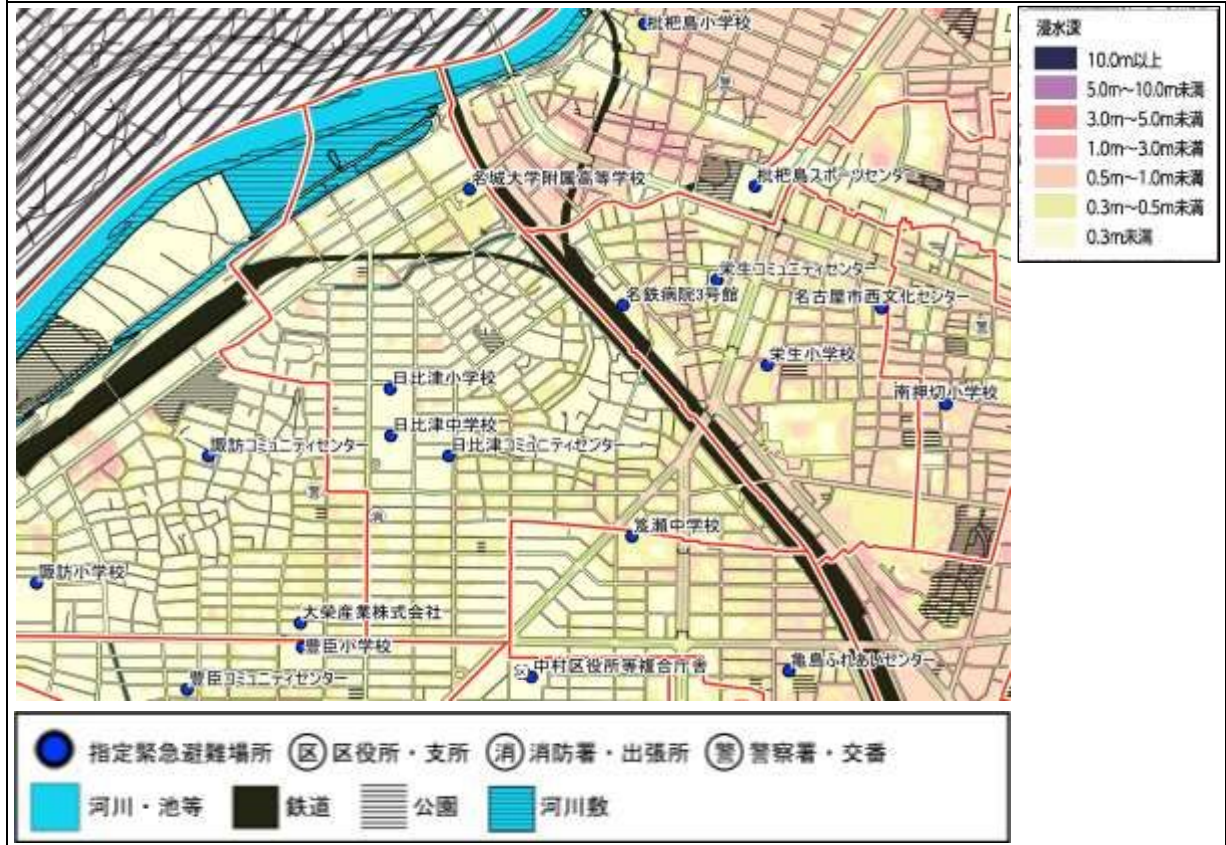 枇杷島小学校
警
名城大学附属高等学校
枇杷島スポーツセンター
栄生コミュニティセンター
名鉄病院3号館
名古屋市西文化センター
警
栄生小学校
日比津小学校
南押切小学校
日比津中学校
諏訪コミュニティセンター
日比津コミュニティセンター
警
消
笈瀬中学校
諏訪小学校
大榮産業株式会社
豊臣小学校
区
中村区役所等複合庁舎
亀島ふれあいセンター
豊臣コミュニティセンター
浸水深
10.0m以上
5.0m～10.0m未満
3.0m～5.0m未満
1.0m～3.0m未満
0.5m～1.0m未満
0.3m～0.5m未満
0.3m未満
指定緊急避難場所 区 区役所・支所 消 消防署・出張所 警 警察署・交番
河川・池等 鉄道 公園 河川敷